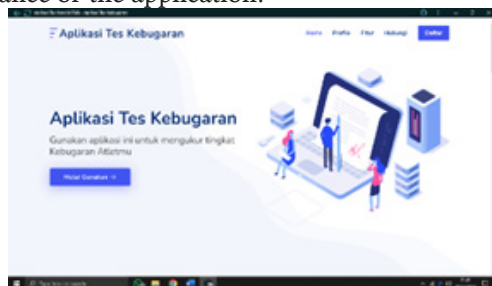 ance of the application.
Aplikasi Tes Kebugaran
Home Profile Fitur Hubungi Daftar
Aplikasi Tes Kebugaran
Gunakan aplikasi ini untuk mengukur tingkat
Kebugaran Atletmu
Mulai Gunakan →